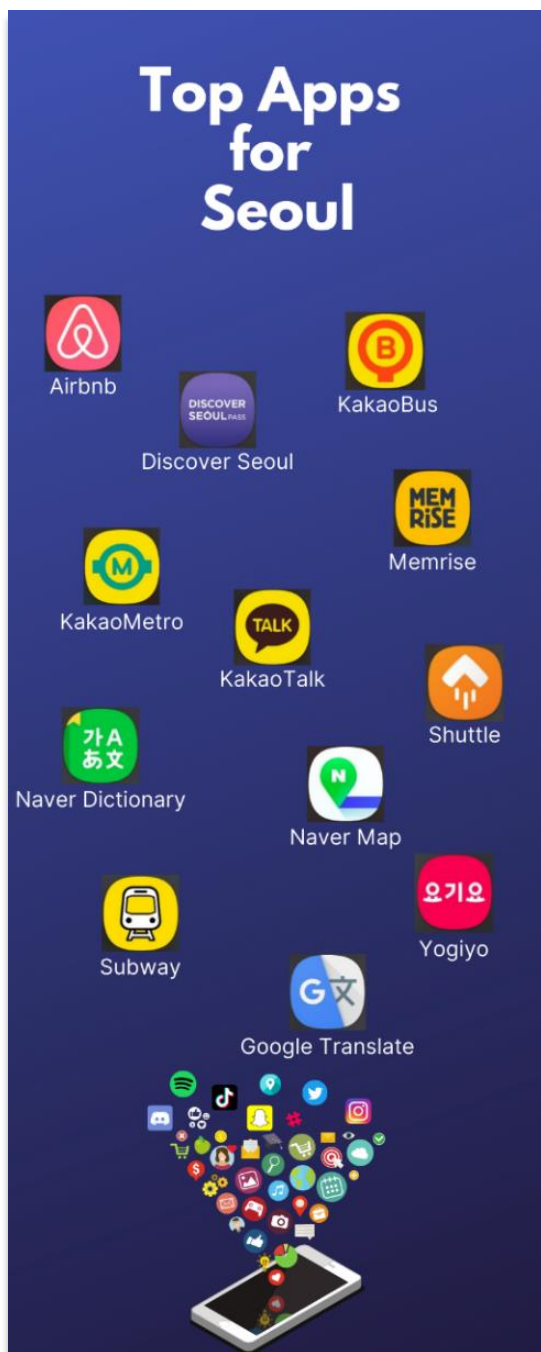 Top Apps
for
Seoul
Airbnb
B
KakaoBus
DISCOVER
SEOUL PASS
Discover Seoul
MEM
RiSE
Memrise
M
KakaoMetro
TALK
KakaoTalk
Shuttle
가A
あ文
Naver Dictionary
N
Naver Map
Subway
요기요
Yogiyo
G文
Google Translate